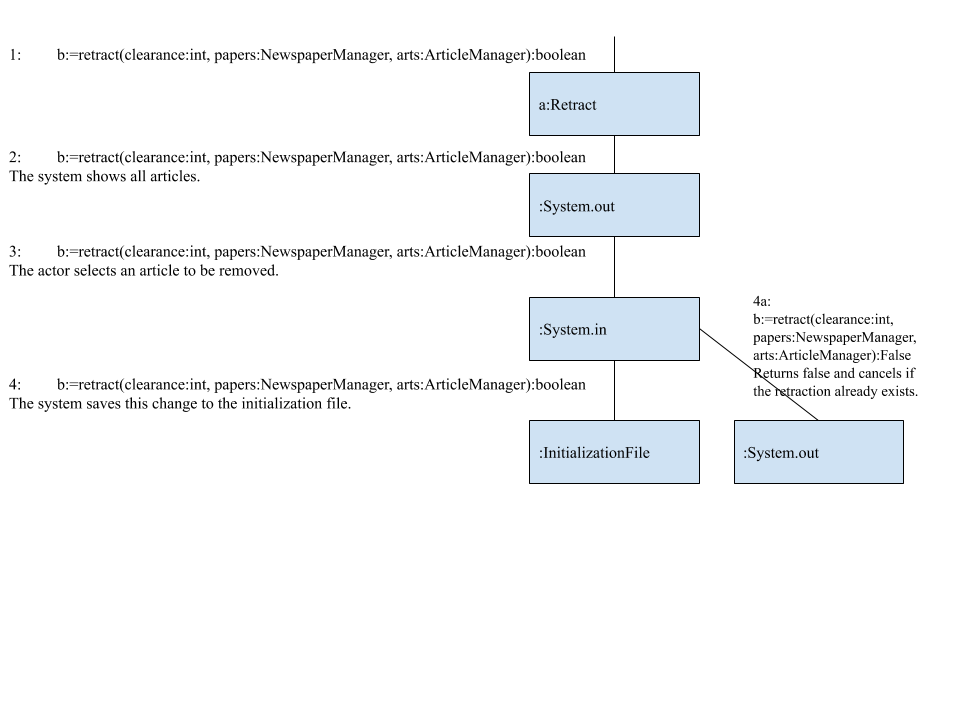 1: b:=retract(clearance:int, papers:NewspaperManager, arts:ArticleManager):boolean
a:Retract
2: b:=retract(clearance:int, papers:NewspaperManager, arts:ArticleManager):boolean
The system shows all articles.
:System.out
3: b:=retract(clearance:int, papers:NewspaperManager, arts:ArticleManager):boolean
The actor selects an article to be removed.
:System.in
4a:
b:=retract(clearance:int,
papers:NewspaperManager,
arts:ArticleManager):False
Returns false and cancels if
the retraction already exists.
4: b:=retract(clearance:int, papers:NewspaperManager, arts:ArticleManager):boolean
The system saves this change to the initialization file.
:InitializationFile
:System.out